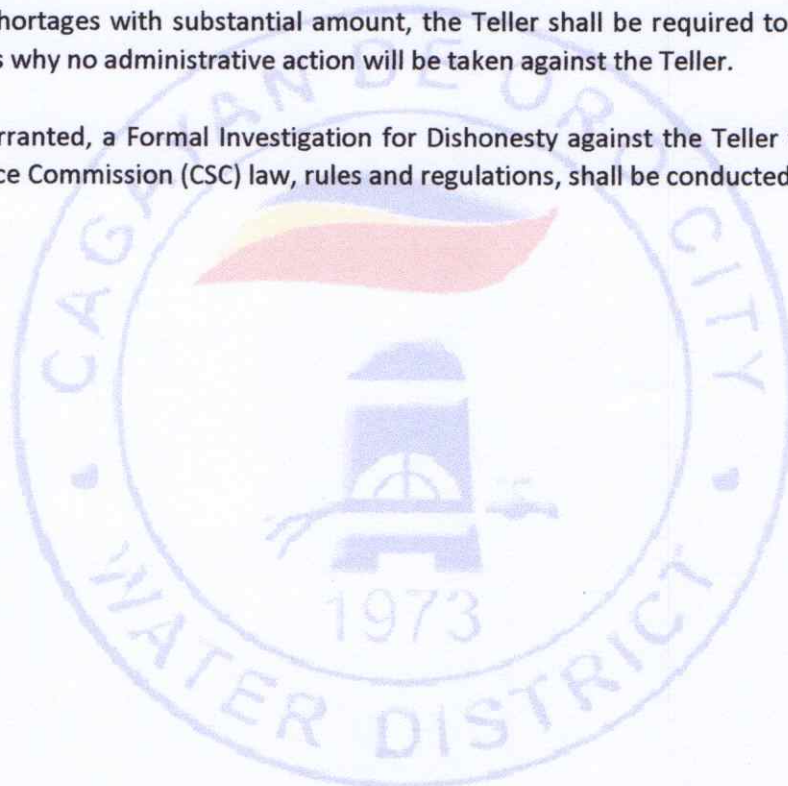 hortages with substantial amount, the Teller shall be required to
s why no administrative action will be taken against the Teller.
rranted, a Formal Investigation for Dishonesty against the Teller
ce Commission (CSC) law, rules and regulations, shall be conducted
CAGAYAN DE ORO CITY
1973
WATER DISTRICT